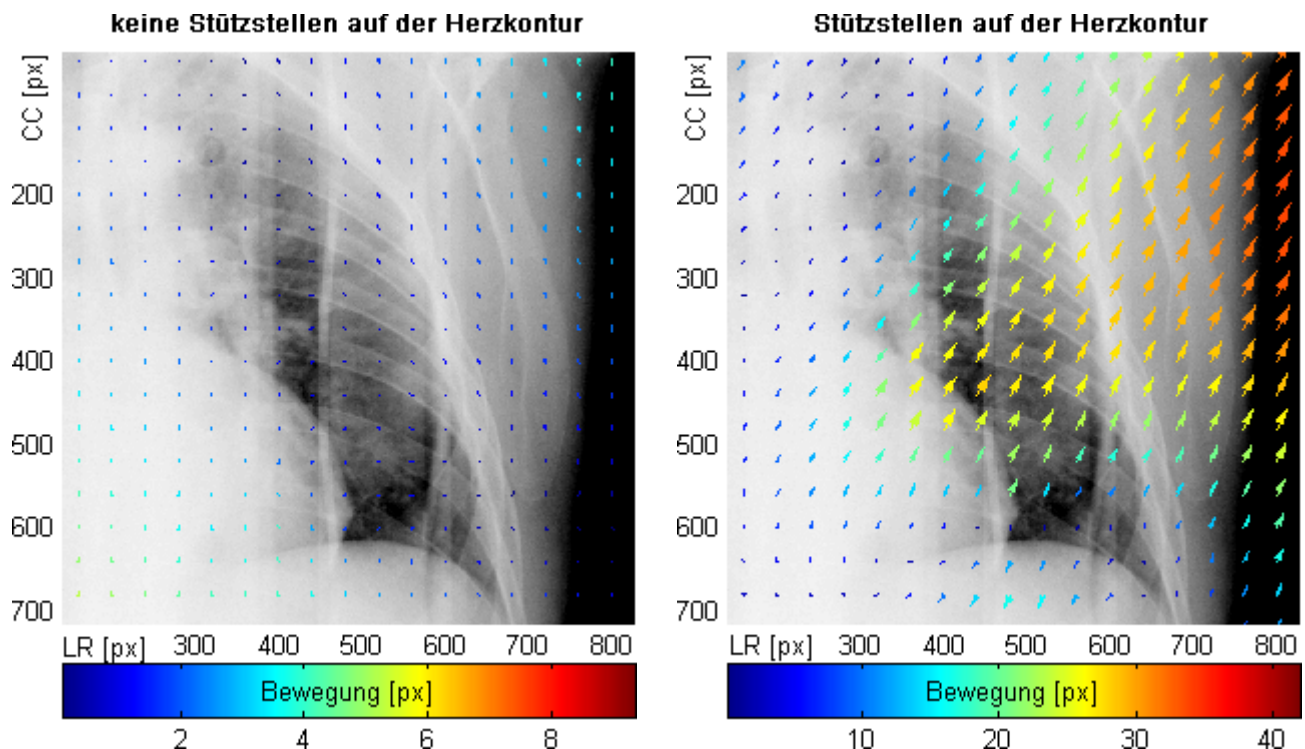 keine Stützstellen auf der Herzkontur
CC [px]
200
300
400
500
600
700
LR [px] 300 400 500 600 700 800
Bewegung [px]
2 4 6 8
Stützstellen auf der Herzkontur
CC [px]
200
300
400
500
600
700
LR [px] 300 400 500 600 700 800
Bewegung [px]
10 20 30 40